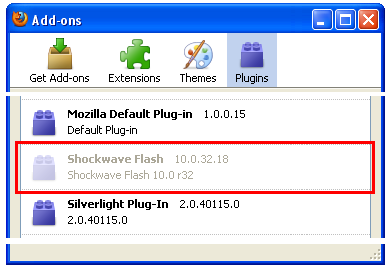 Add-ons
Get Add-ons Extensions Themes Plugins
Mozilla Default Plug-in 1.0.0.15
Default Plug-in
Shockwave Flash 10.0.32.18
Shockwave Flash 10.0 r32
Silverlight Plug-In 2.0.40115.0
2.0.40115.0